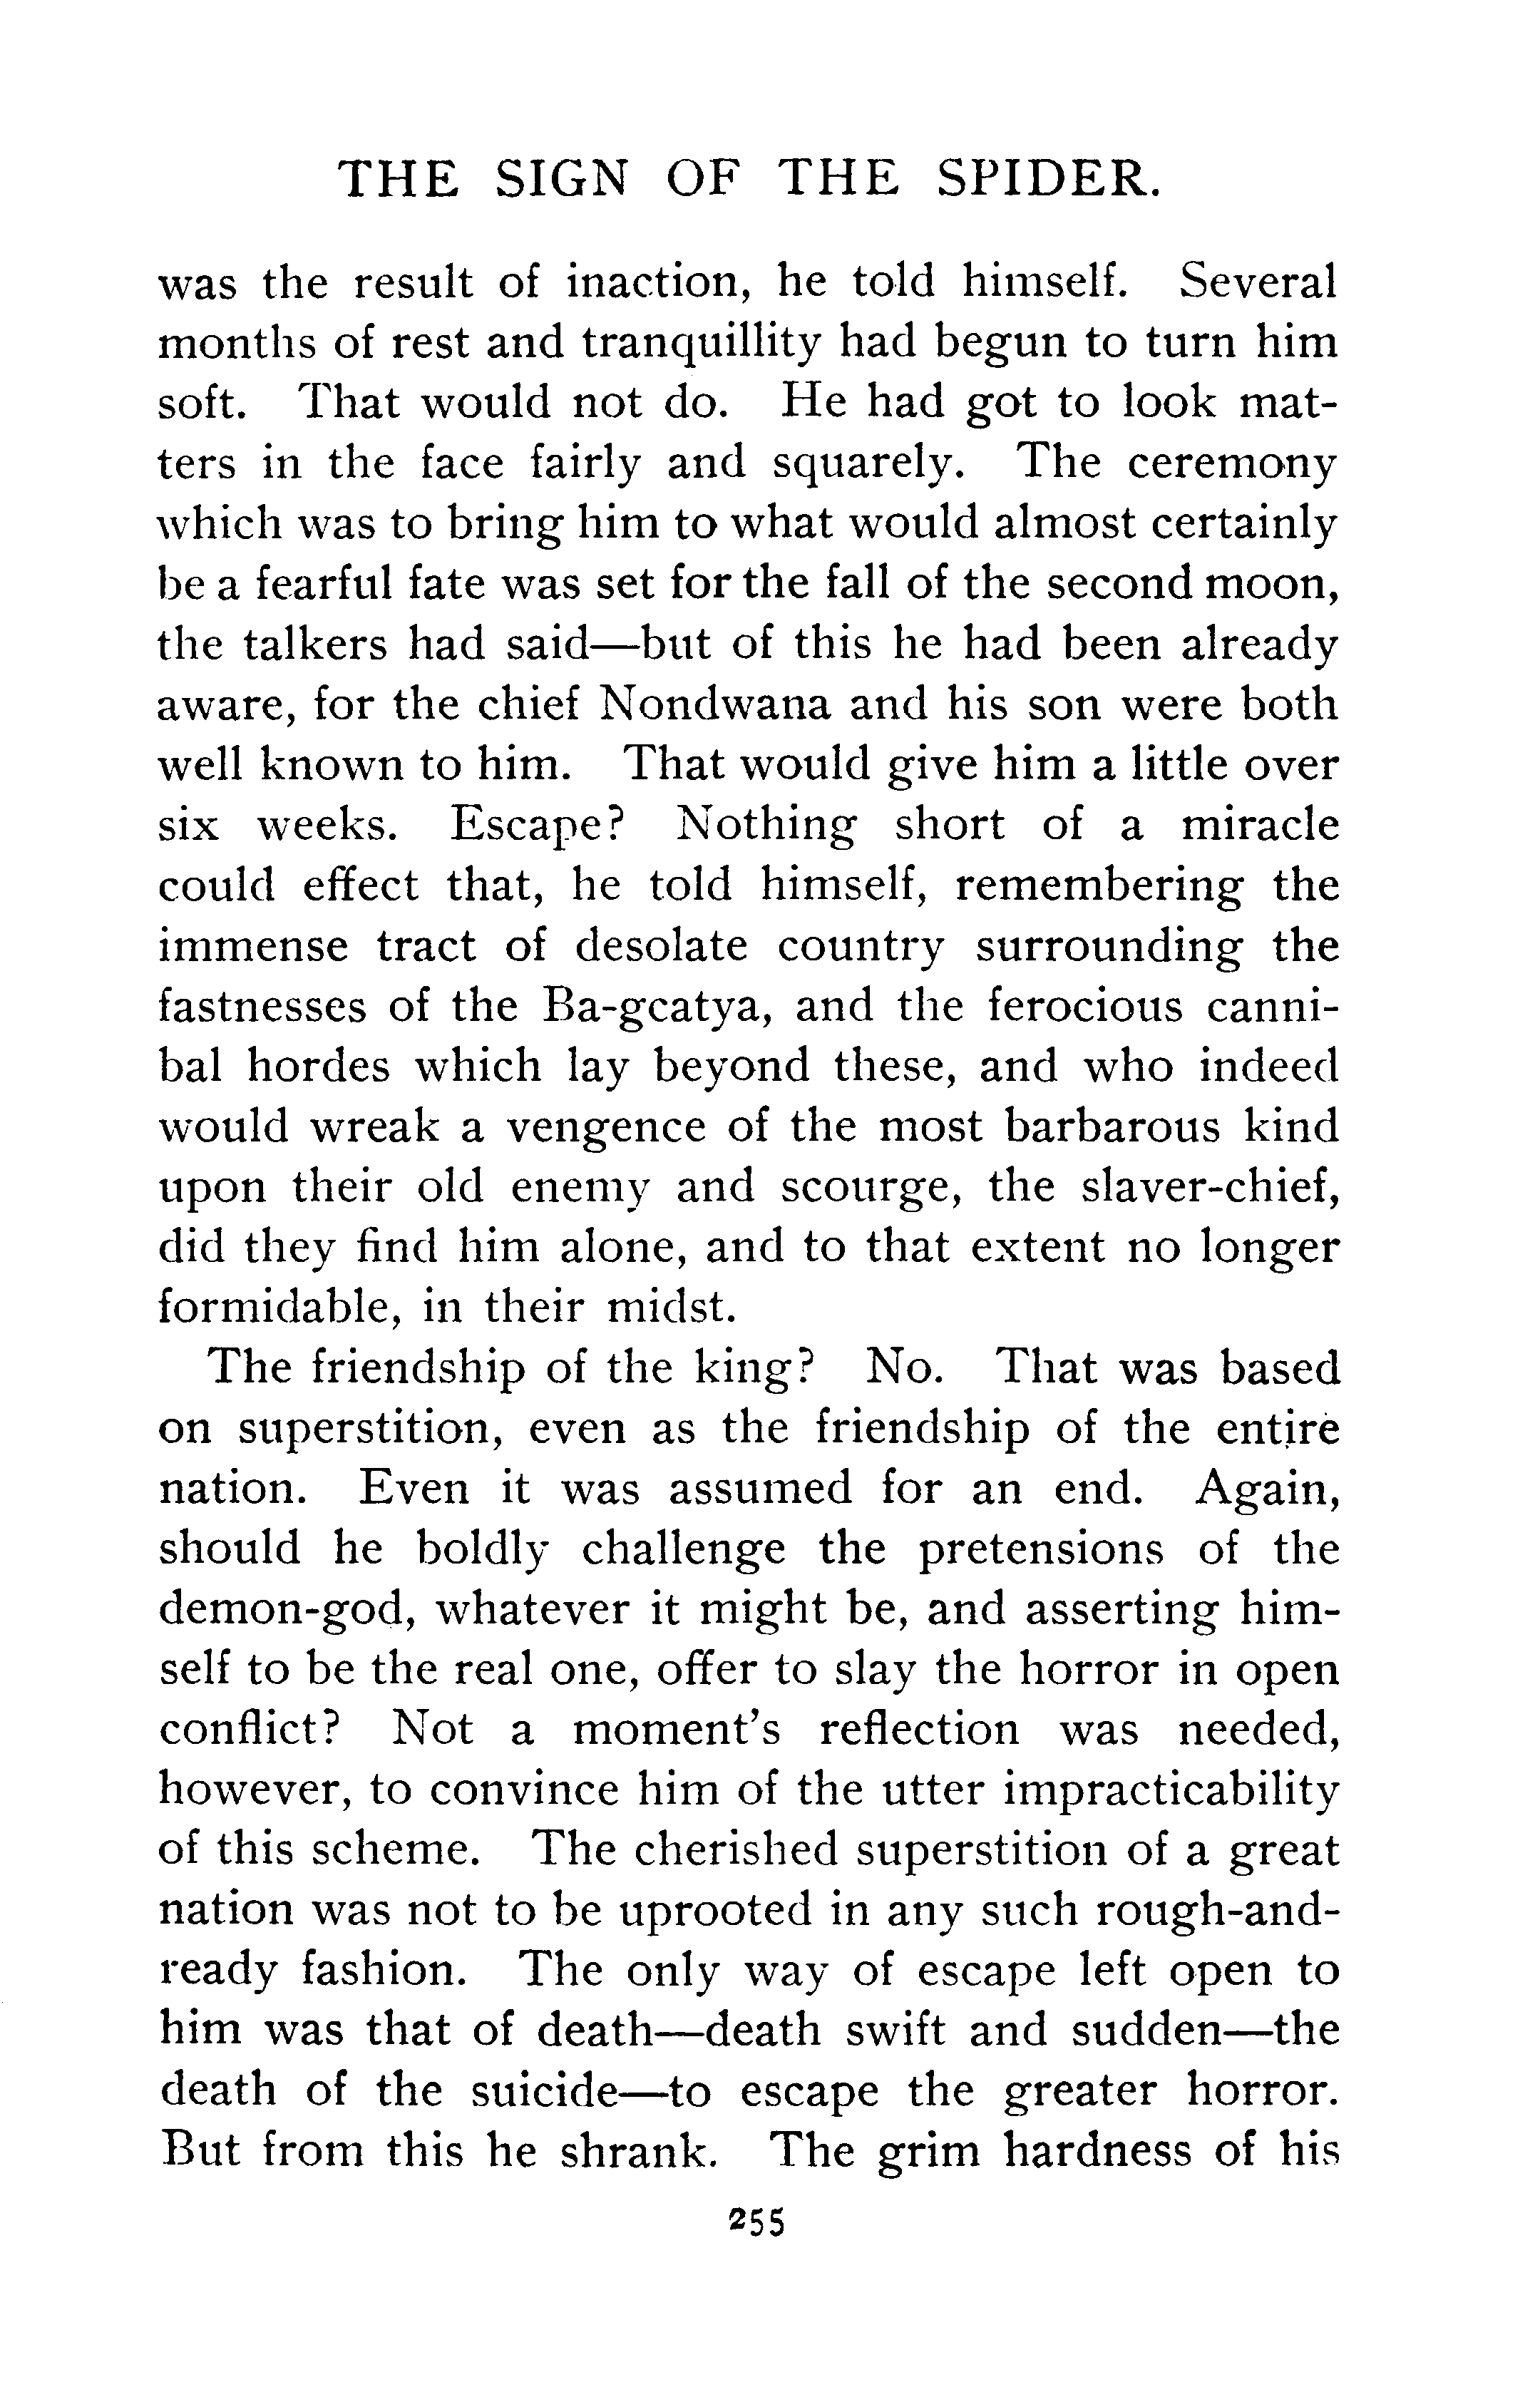 THE SIGN OF THE SPIDER.
was the result of inaction, he told himself. Several
months of rest and tranquillity had begun to turn him
soft. That would not do. He had got to look mat-
ters in the face fairly and squarely. The ceremony
which was to bring him to what would almost certainly
be a fearful fate was set for the fall of the second moon,
the talkers had said—but of this he had been already
aware, for the chief Nondwana and his son were both
well known to him. That would give him a little over
six weeks. Escape? Nothing short of a miracle
could effect that, he told himself, remembering the
immense tract of desolate country surrounding the
fastnesses of the Ba-gcatya, and the ferocious canni-
bal hordes which lay beyond these, and who indeed
would wreak a vengence of the most barbarous kind
upon their old enemy and scourge, the slaver-chief,
did they find him alone, and to that extent no longer
formidable, in their midst.
The friendship of the king? No. That was based
on superstition, even as the friendship of the entire
nation. Even it was assumed for an end. Again,
should he boldly challenge the pretensions of the
demon-god, whatever it might be, and asserting him-
self to be the real one, offer to slay the horror in open
conflict? Not a moment's reflection was needed,
however, to convince him of the utter impracticability
of this scheme. The cherished superstition of a great
nation was not to be uprooted in any such rough-and-
ready fashion. The only way of escape left open to
him was that of death—death swift and sudden—the
death of the suicide—to escape the greater horror.
But from this he shrank. The grim hardness of his
255